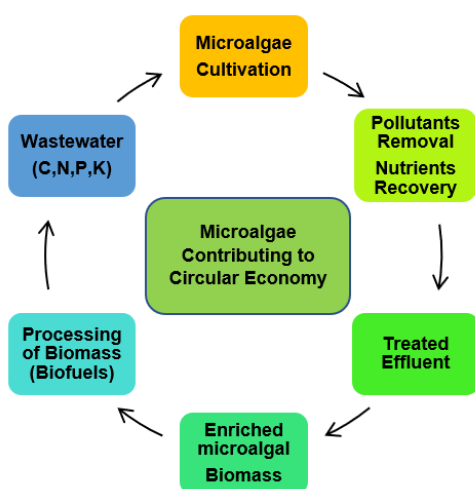 Microalgae
Cultivation
Pollutants
Removal
Nutrients
Recovery
Treated
Effluent
Enriched
microalgal
Biomass
Processing
of Biomass
(Biofuels)
Wastewater
(C,N,P,K)
Microalgae
Contributing to
Circular Economy